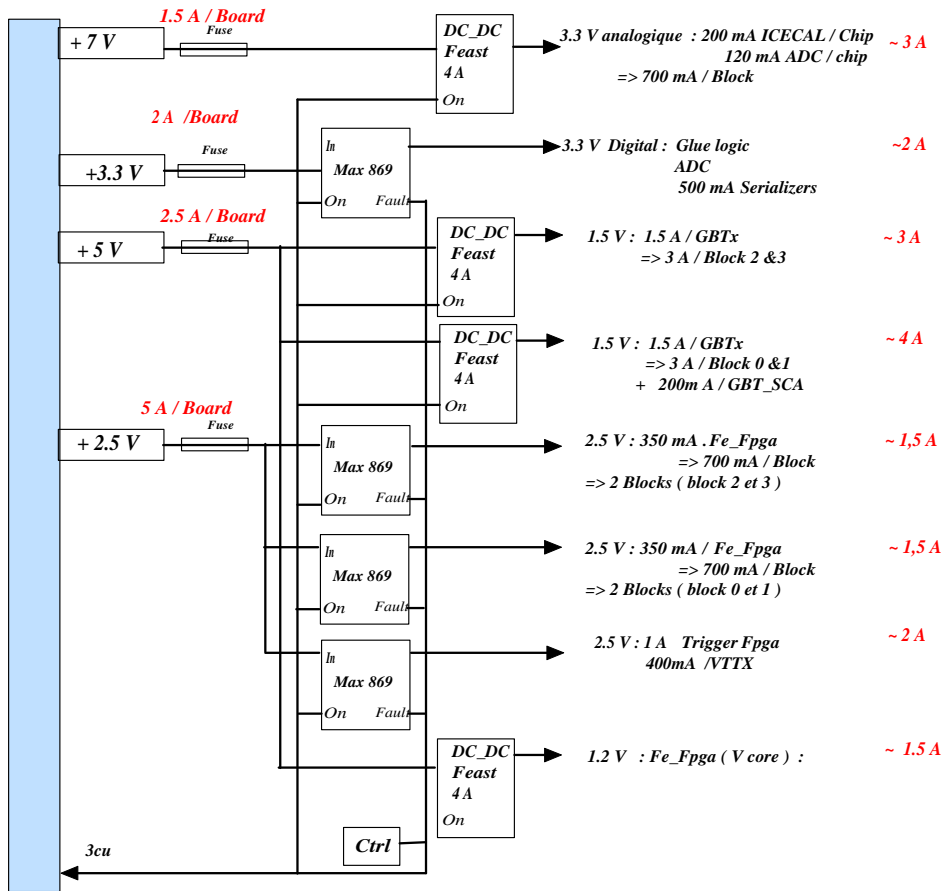 1.5 A / Board
+ 7 V
Fuse
DC_DC
Feast
4 A
On
3.3 V analogique : 200 mA ICECAL / Chip
120 mA ADC / chip
=> 700 mA / Block
~ 3 A
2 A /Board
+3.3 V
Fuse
In
Max 869
On Fault
3.3 V Digital : Glue logic
ADC
500 mA Serializers
~2 A
2.5 A / Board
+ 5 V
Fuse
DC_DC
Feast
4 A
On
1.5 V : 1.5 A / GBTx
=> 3 A / Block 2 &3
~ 3 A
DC_DC
Feast
4 A
On
1.5 V : 1.5 A / GBTx
=> 3 A / Block 0 &1
+ 200m A / GBT_SCA
~ 4 A
5 A / Board
+ 2.5 V
Fuse
In
Max 869
On Fault
2.5 V : 350 mA . Fe_Fpga
=> 700 mA / Block
=> 2 Blocks ( block 2 et 3 )
~ 1,5 A
In
Max 869
On Fault
2.5 V : 350 mA / Fe_Fpga
=> 700 mA / Block
=> 2 Blocks ( block 0 et 1 )
~ 1,5 A
In
Max 869
On Fault
2.5 V : 1 A Trigger Fpga
400mA /VTTX
~ 2 A
DC_DC
Feast
4 A
On
1.2 V : Fe_Fpga ( V core ) :
~ 1.5 A
Ctrl
3cu